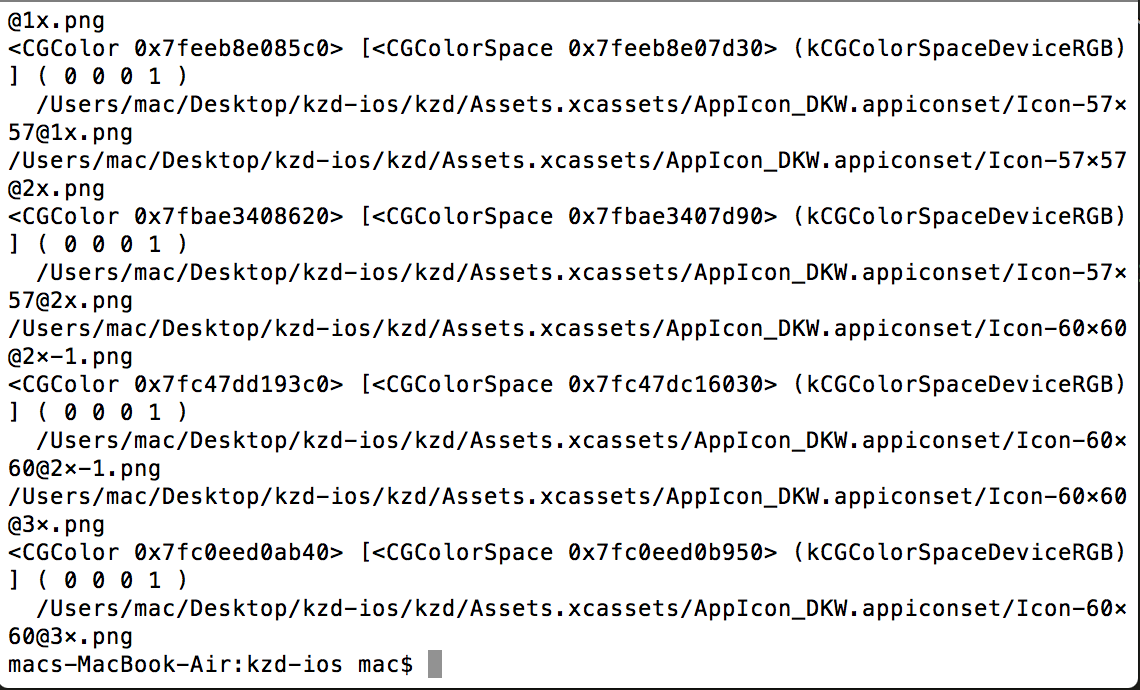 @1x.png
<CGColor 0x7feeb8e085c0> [<CGColorSpace 0x7feeb8e07d30> (kCGColorSpaceDeviceRGB)
] ( 0 0 0 1 )
  /Users/mac/Desktop/kzd-ios/kzd/Assets.xcassets/AppIcon_DKW.appiconset/Icon-57×
57@1x.png
/Users/mac/Desktop/kzd-ios/kzd/Assets.xcassets/AppIcon_DKW.appiconset/Icon-57×57
@2x.png
<CGColor 0x7fbae3408620> [<CGColorSpace 0x7fbae3407d90> (kCGColorSpaceDeviceRGB)
] ( 0 0 0 1 )
  /Users/mac/Desktop/kzd-ios/kzd/Assets.xcassets/AppIcon_DKW.appiconset/Icon-57×
57@2x.png
/Users/mac/Desktop/kzd-ios/kzd/Assets.xcassets/AppIcon_DKW.appiconset/Icon-60×60
@2×-1.png
<CGColor 0x7fc47dd193c0> [<CGColorSpace 0x7fc47dc16030> (kCGColorSpaceDeviceRGB)
] ( 0 0 0 1 )
  /Users/mac/Desktop/kzd-ios/kzd/Assets.xcassets/AppIcon_DKW.appiconset/Icon-60×
60@2×-1.png
/Users/mac/Desktop/kzd-ios/kzd/Assets.xcassets/AppIcon_DKW.appiconset/Icon-60×60
@3×.png
<CGColor 0x7fc0eed0ab40> [<CGColorSpace 0x7fc0eed0b950> (kCGColorSpaceDeviceRGB)
] ( 0 0 0 1 )
  /Users/mac/Desktop/kzd-ios/kzd/Assets.xcassets/AppIcon_DKW.appiconset/Icon-60×
60@3×.png
macs-MacBook-Air:kzd-ios mac$